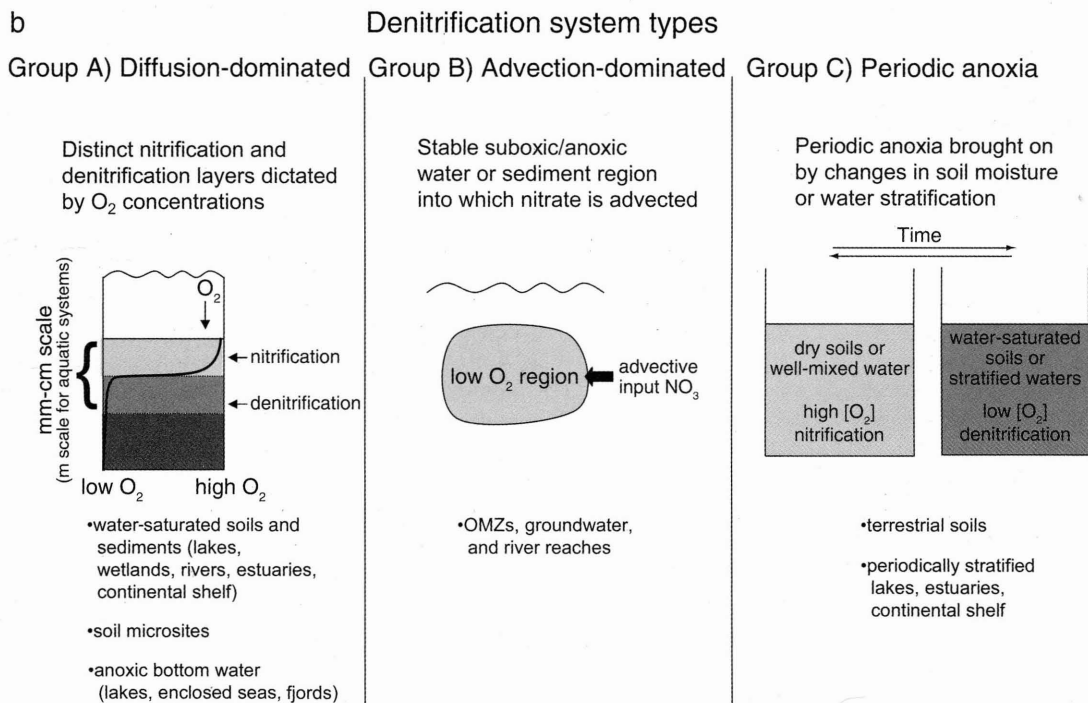 b
Denitrification system types
Group A) Diffusion-dominated
Distinct nitrification and
denitrification layers dictated
by O₂ concentrations
mm-cm scale
(m scale for aquatic systems)
O₂
nitrification
denitrification
low O₂
high O₂
•water-saturated soils and
sediments (lakes,
wetlands, rivers, estuaries,
continental shelf)
•soil microsites
•anoxic bottom water
(lakes, enclosed seas, fjords)
Group B) Advection-dominated
Stable suboxic/anoxic
water or sediment region
into which nitrate is advected
low O₂ region
advective
input NO₃
•OMZs, groundwater,
and river reaches
Group C) Periodic anoxia
Periodic anoxia brought on
by changes in soil moisture
or water stratification
Time
dry soils or
well-mixed water
high [O₂]
nitrification
water-saturated
soils or
stratified waters
low [O₂]
denitrification
•terrestrial soils
•periodically stratified
lakes, estuaries,
continental shelf